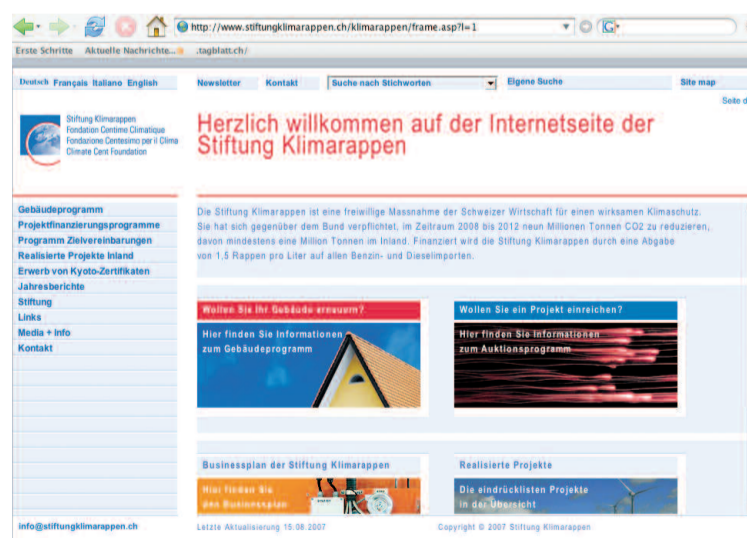 http://www.stiftungklimarappen.ch/klimarappen/frame.asp?l=1
Erste Schritte Aktuelle Nachrichte... .tagblatt.ch/
Deutsch Français Italiano English Newsletter Kontakt Suche nach Stichworten Eigene Suche Site map
Seite d
Stiftung Klimarappen
Fondation Centime Climatique
Fondazione Centesimo per il Clima
Climate Cent Foundation
Herzlich willkommen auf der Internetseite der
Stiftung Klimarappen
Gebäudeprogramm
Projektfinanzierungsprogramme
Programm Zielvereinbarungen
Realisierte Projekte Inland
Erwerb von Kyoto-Zertifikaten
Jahresberichte
Stiftung
Links
Media + Info
Kontakt
Die Stiftung Klimarappen ist eine freiwillige Massnahme der Schweizer Wirtschaft für einen wirksamen Klimaschutz.
Sie hat sich gegenüber dem Bund verpflichtet, im Zeitraum 2008 bis 2012 neun Millionen Tonnen CO2 zu reduzieren,
davon mindestens eine Million Tonnen im Inland. Finanziert wird die Stiftung Klimarappen durch eine Abgabe
von 1,5 Rappen pro Liter auf allen Benzin- und Dieselimporten.
Wollen Sie Ihr Gebäude erneuern?
Hier finden Sie Informationen
zum Gebäudeprogramm
Wollen Sie ein Projekt einreichen?
Hier finden Sie Informationen
zum Auktionsprogramm
Businessplan der Stiftung Klimarappen
Hier finden Sie
den Businessplan
Realisierte Projekte
Die eindrücklisten Projekte
in der Übersicht
info@stiftungklimarappen.ch Letzte Aktualisierung 15.08.2007 Copyright © 2007 Stiftung Klimarappen